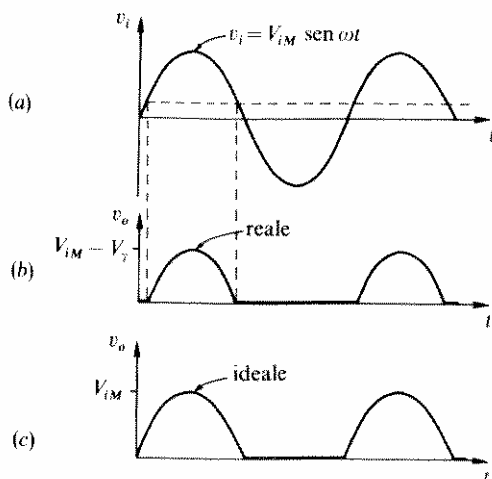 v_i
v_i = V_iM sen ωt
(a)
t
v_o
V_iM − V_γ
reale
(b)
t
v_o
ideale
V_iM
(c)
t